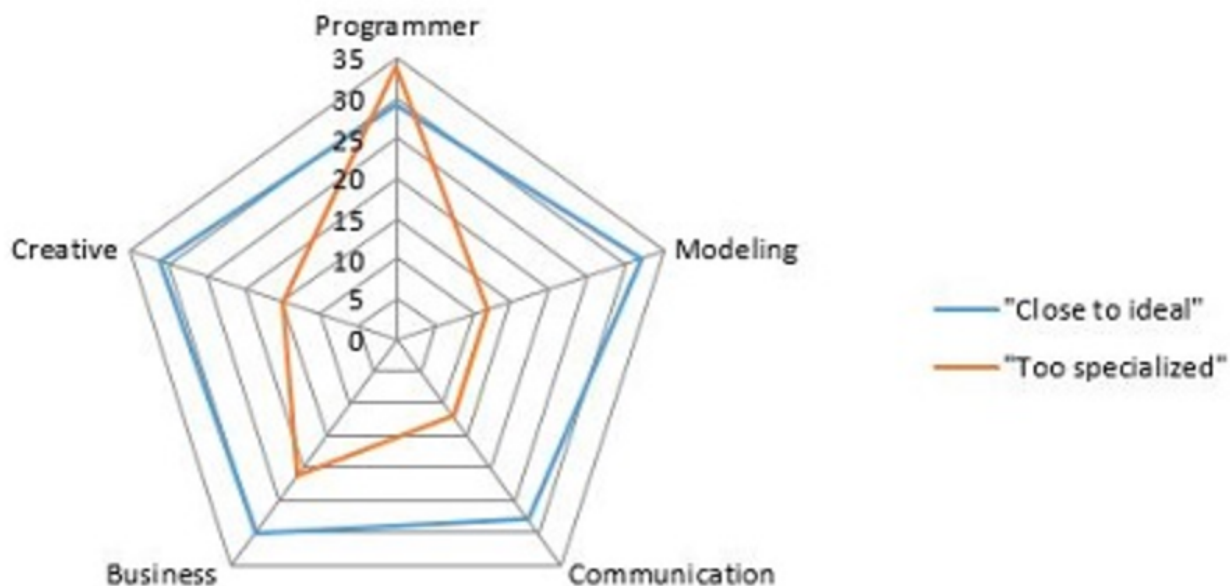 Programmer
35
30
25
20
15
10
5
0
Creative
Modeling
Business
Communication
"Close to ideal"
"Too specialized"